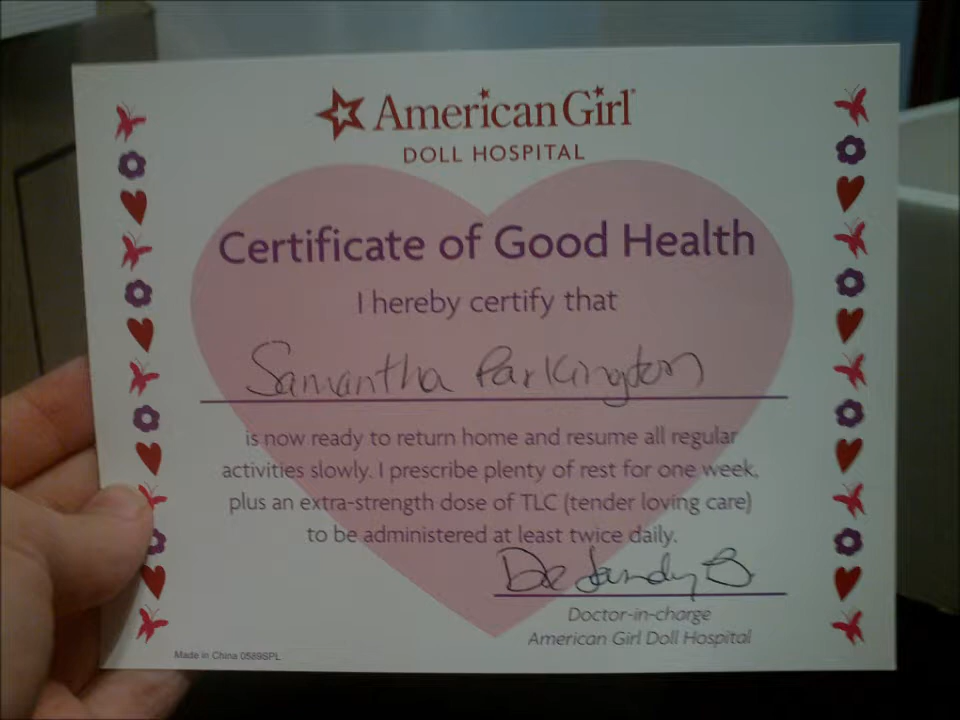 American Girl
DOLL HOSPITAL
Certificate of Good Health
I hereby certify that
Samantha Parkington
is now ready to return home and resume all regular
activities slowly. I prescribe plenty of rest for one week,
plus an extra-strength dose of TLC (tender loving care)
to be administered at least twice daily.
Dr Sandy B.
Doctor-in-charge
American Girl Doll Hospital
Made in China 0589SPL